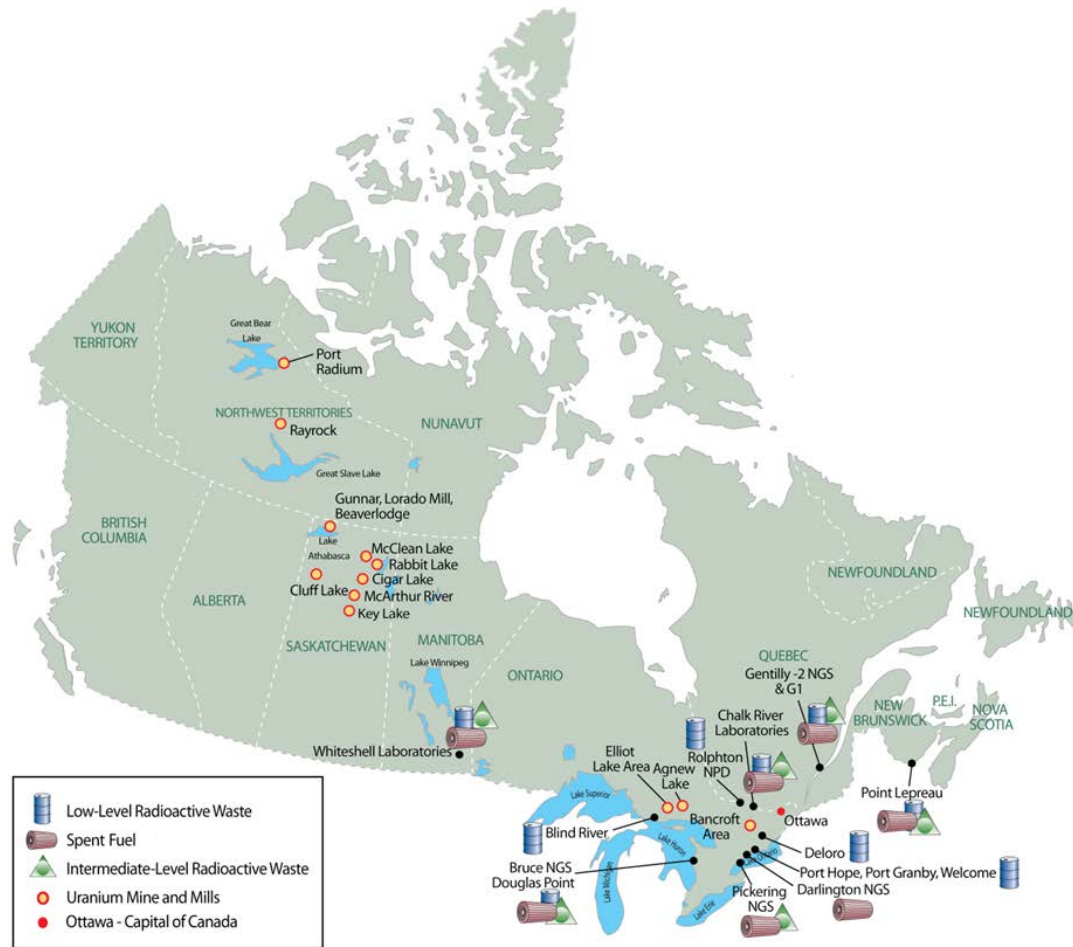 YUKON
TERRITORY
Great Bear
Lake
Port
Radium
NORTHWEST TERRITORIES
Rayrock
NUNAVUT
Great Slave Lake
Gunnar, Lorado Mill,
Beaverlodge
BRITISH
COLUMBIA
Lake
Athabasca
McClean Lake
Rabbit Lake
Cigar Lake
Cluff Lake
McArthur River
Key Lake
ALBERTA
SASKATCHEWAN
MANITOBA
Lake Winnipeg
ONTARIO
Whiteshell Laboratories
NEWFOUNDLAND
NEWFOUNDLAND
QUEBEC
Gentilly -2 NGS
& G1
NEW
BRUNSWICK
P.E.I.
NOVA
SCOTIA
Chalk River
Laboratories
Rolphton
NPD
Elliot
Lake Area
Agnew
Lake
Point Lepreau
Lake Superior
Bancroft
Area
Ottawa
Blind River
Lake Huron
Deloro
Bruce NGS
Douglas Point
Lake Michigan
Lake Ontario
Port Hope, Port Granby, Welcome
Pickering
NGS
Darlington NGS
Lake Erie
Low-Level Radioactive Waste
Spent Fuel
Intermediate-Level Radioactive Waste
Uranium Mine and Mills
Ottawa - Capital of Canada